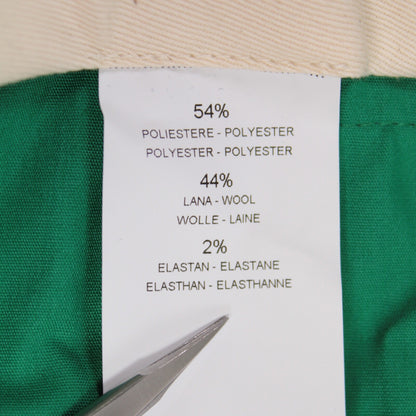 54%
POLIESTERE - POLYESTER
POLYESTER - POLYESTER
44%
LANA - WOOL
WOLLE - LAINE
2%
ELASTAN - ELASTANE
ELASTHAN - ELASTHANNE